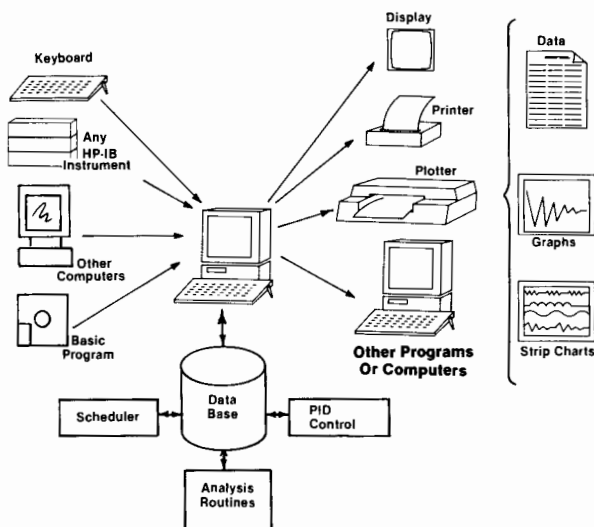 Keyboard
Any
HP-IB
Instrument
Other
Computers
Basic
Program
Display
Printer
Plotter
Other Programs
Or Computers
Data
Graphs
Strip Charts
Data
Base
Scheduler
PID
Control
Analysis
Routines